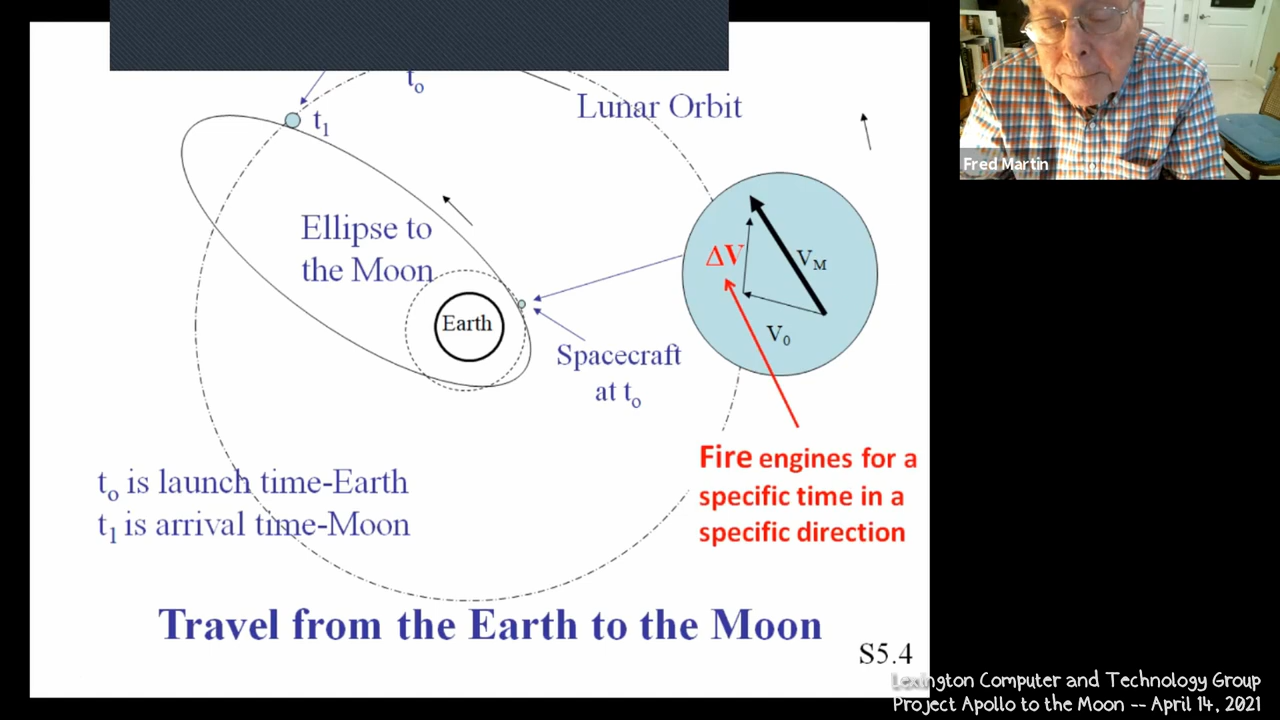 t₀
Lunar Orbit
t₁
Ellipse to
the Moon
ΔV
V_M
V₀
Earth
Spacecraft
at t₀
Fire engines for a
specific time in a
specific direction
t₀ is launch time-Earth
t₁ is arrival time-Moon
Travel from the Earth to the Moon
S5.4
Fred Martin
Lexington Computer and Technology Group
Project Apollo to the Moon -- April 14, 2021